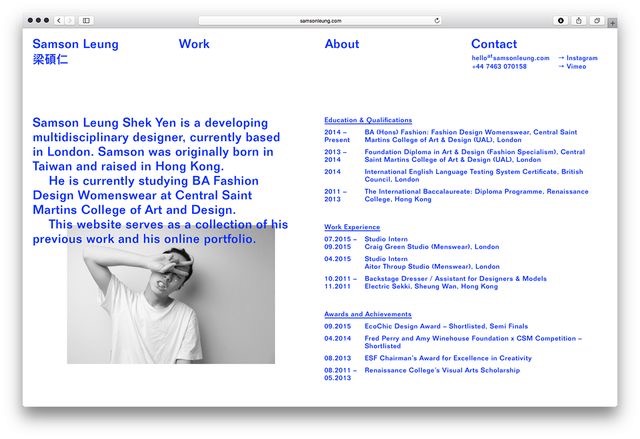 samsonleung.com
Samson Leung
梁碩仁
Work
About
Contact
helloatsamsonleung.com
+44 7463 070158
→ Instagram
→ Vimeo
Samson Leung Shek Yen is a developing
multidisciplinary designer, currently based
in London. Samson was originally born in
Taiwan and raised in Hong Kong.
He is currently studying BA Fashion
Design Womenswear at Central Saint
Martins College of Art and Design.
This website serves as a collection of his
previous work and his online portfolio.
Education & Qualifications
2014 – BA (Hons) Fashion: Fashion Design Womenswear, Central Saint
Present Martins College of Art & Design (UAL), London
2013 – Foundation Diploma in Art & Design (Fashion Specialism), Central
2014 Saint Martins College of Art & Design (UAL), London
2014 International English Language Testing System Certificate, British
Council, London
2011 – The International Baccalaureate: Diploma Programme, Renaissance
2013 College, Hong Kong
Work Experience
07.2015 – Studio Intern
09.2015 Craig Green Studio (Menswear), London
04.2015 Studio Intern
Aitor Throup Studio (Menswear), London
10.2011 – Backstage Dresser / Assistant for Designers & Models
11.2011 Electric Sekki, Sheung Wan, Hong Kong
Awards and Achievements
09.2015 EcoChic Design Award – Shortlisted, Semi Finals
04.2014 Fred Perry and Amy Winehouse Foundation x CSM Competition –
Shortlisted
08.2013 ESF Chairman's Award for Excellence in Creativity
08.2011 – Renaissance College's Visual Arts Scholarship
05.2013